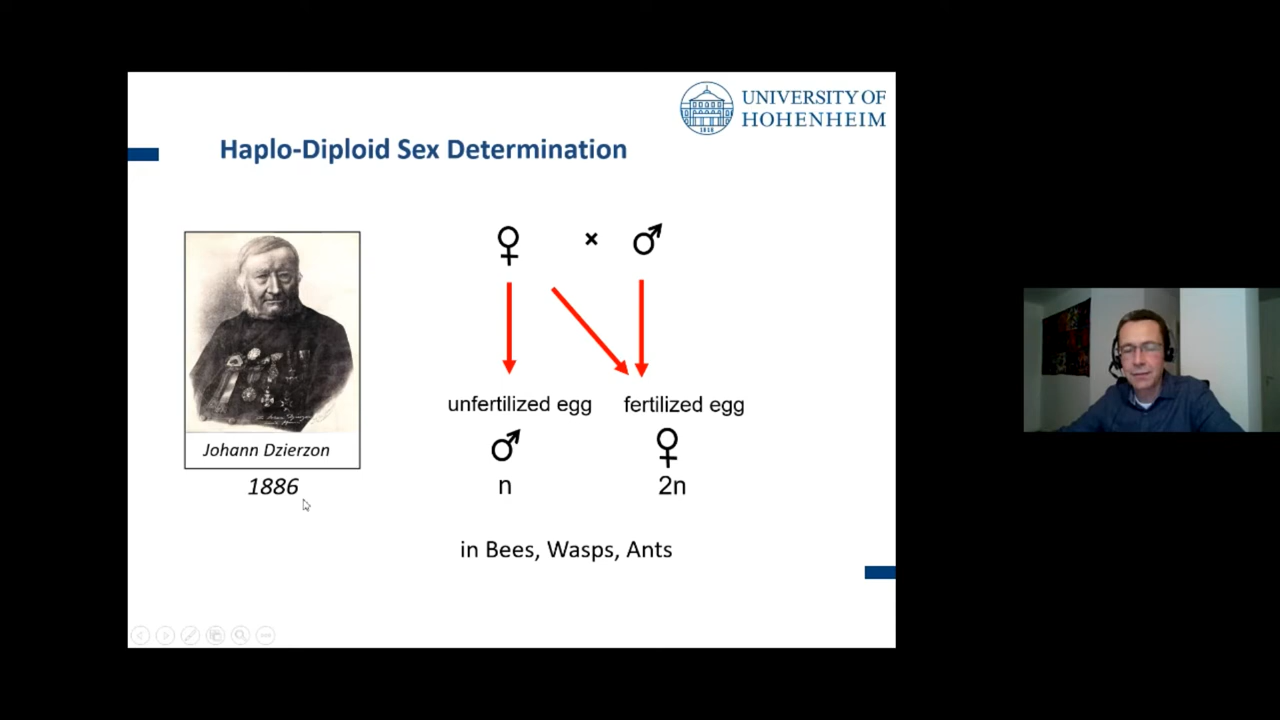 UNIVERSITY OF
HOHENHEIM
1818
Haplo-Diploid Sex Determination
♀ × ♂
unfertilized egg fertilized egg
♂ ♀
n 2n
Johann Dzierzon
1886
in Bees, Wasps, Ants